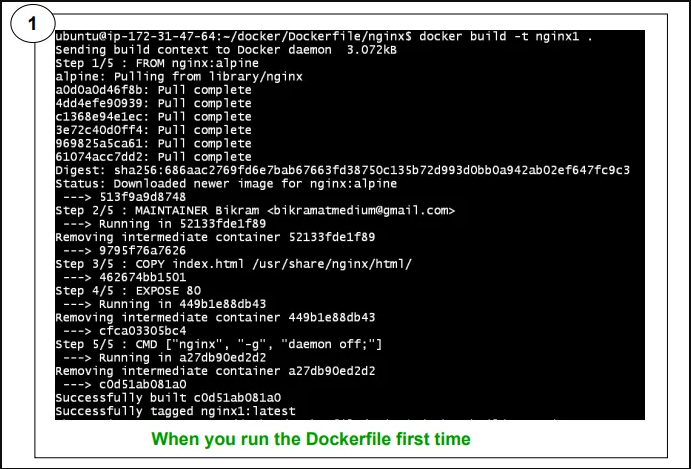 1
ubuntu@ip-172-31-47-64:~/docker/Dockerfile/nginx$ docker build -t nginx1 .
Sending build context to Docker daemon  3.072kB
Step 1/5 : FROM nginx:alpine
alpine: Pulling from library/nginx
a0d0a0d46f8b: Pull complete
4dd4efe90939: Pull complete
c1368e94e1ec: Pull complete
3e72c40d0ff4: Pull complete
969825a5ca61: Pull complete
61074acc7dd2: Pull complete
Digest: sha256:686aac2769fd6e7bab67663fd38750c135b72d993d0bb0a942ab02ef647fc9c3
Status: Downloaded newer image for nginx:alpine
 ---> 513f9a9d8748
Step 2/5 : MAINTAINER Bikram <bikramatmedium@gmail.com>
 ---> Running in 52133fde1f89
Removing intermediate container 52133fde1f89
 ---> 9795f76a7626
Step 3/5 : COPY index.html /usr/share/nginx/html/
 ---> 462674bb1501
Step 4/5 : EXPOSE 80
 ---> Running in 449b1e88db43
Removing intermediate container 449b1e88db43
 ---> cfca03305bc4
Step 5/5 : CMD ["nginx", "-g", "daemon off;"]
 ---> Running in a27db90ed2d2
Removing intermediate container a27db90ed2d2
 ---> c0d51ab081a0
Successfully built c0d51ab081a0
Successfully tagged nginx1:latest
When you run the Dockerfile first time